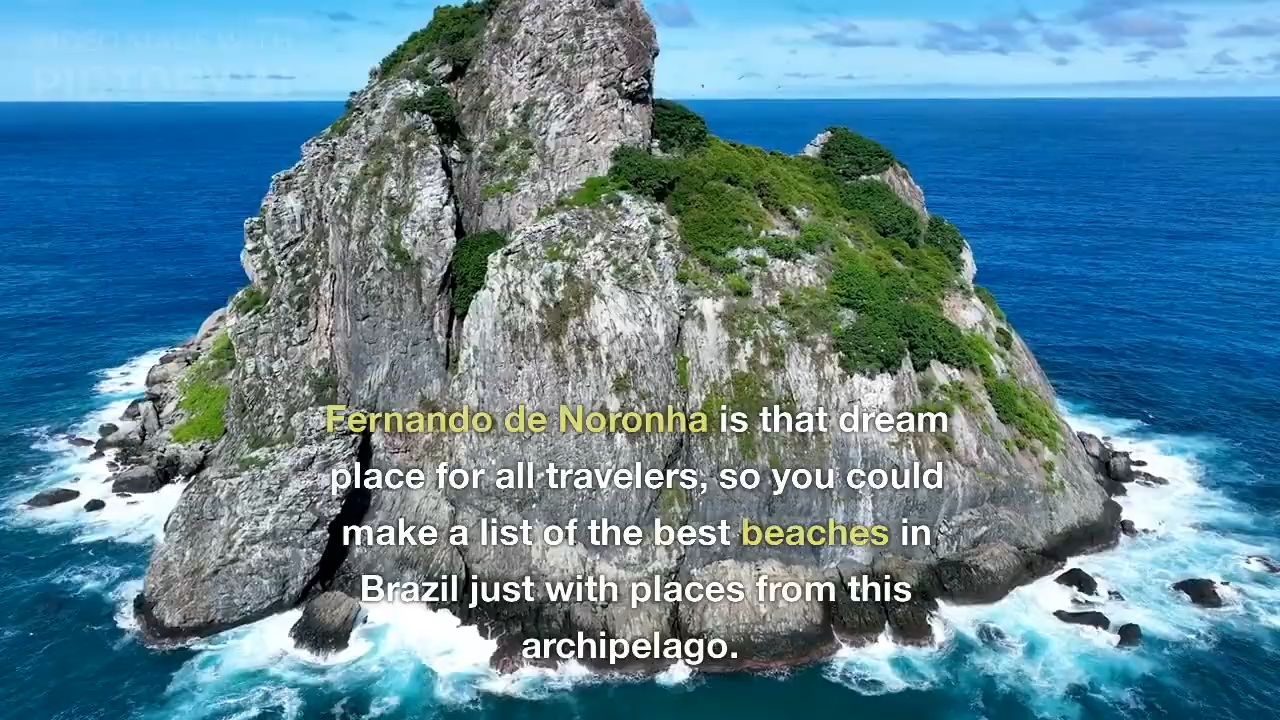 Fernando de Noronha is that dream
place for all travelers, so you could
make a list of the best beaches in
Brazil just with places from this
archipelago.